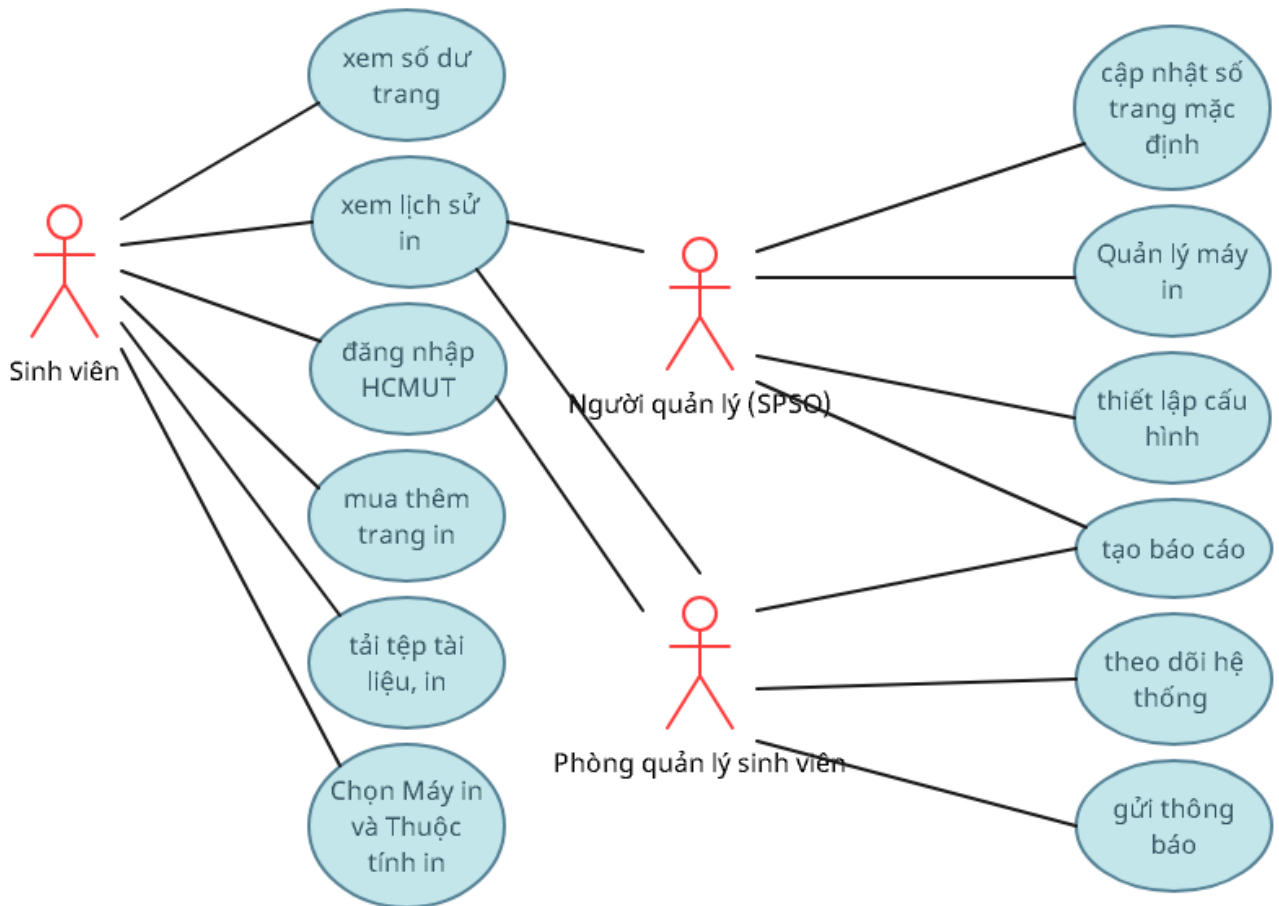 xem số dư
trang
xem lịch sử
in
đăng nhập
HCMUT
mua thêm
trang in
tải tệp tài
liệu, in
Chọn Máy in
và Thuộc
tính in
Sinh viên
Người quản lý (SPSO)
Phòng quản lý sinh viên
cập nhật số
trang mặc
định
Quản lý máy
in
thiết lập cấu
hình
tạo báo cáo
theo dõi hệ
thống
gửi thông
báo